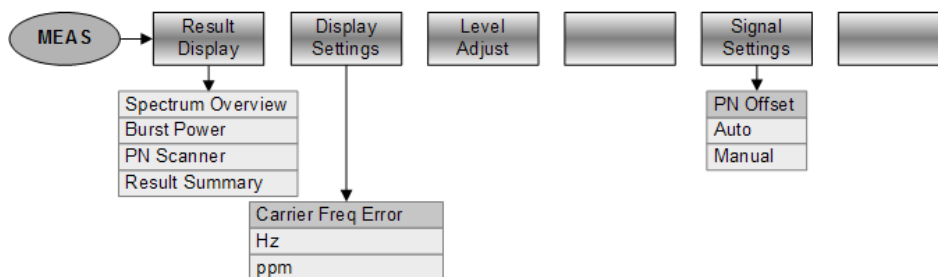 MEAS
Result
Display
Display
Settings
Level
Adjust
Signal
Settings
Spectrum Overview
Burst Power
PN Scanner
Result Summary
Carrier Freq Error
Hz
ppm
PN Offset
Auto
Manual